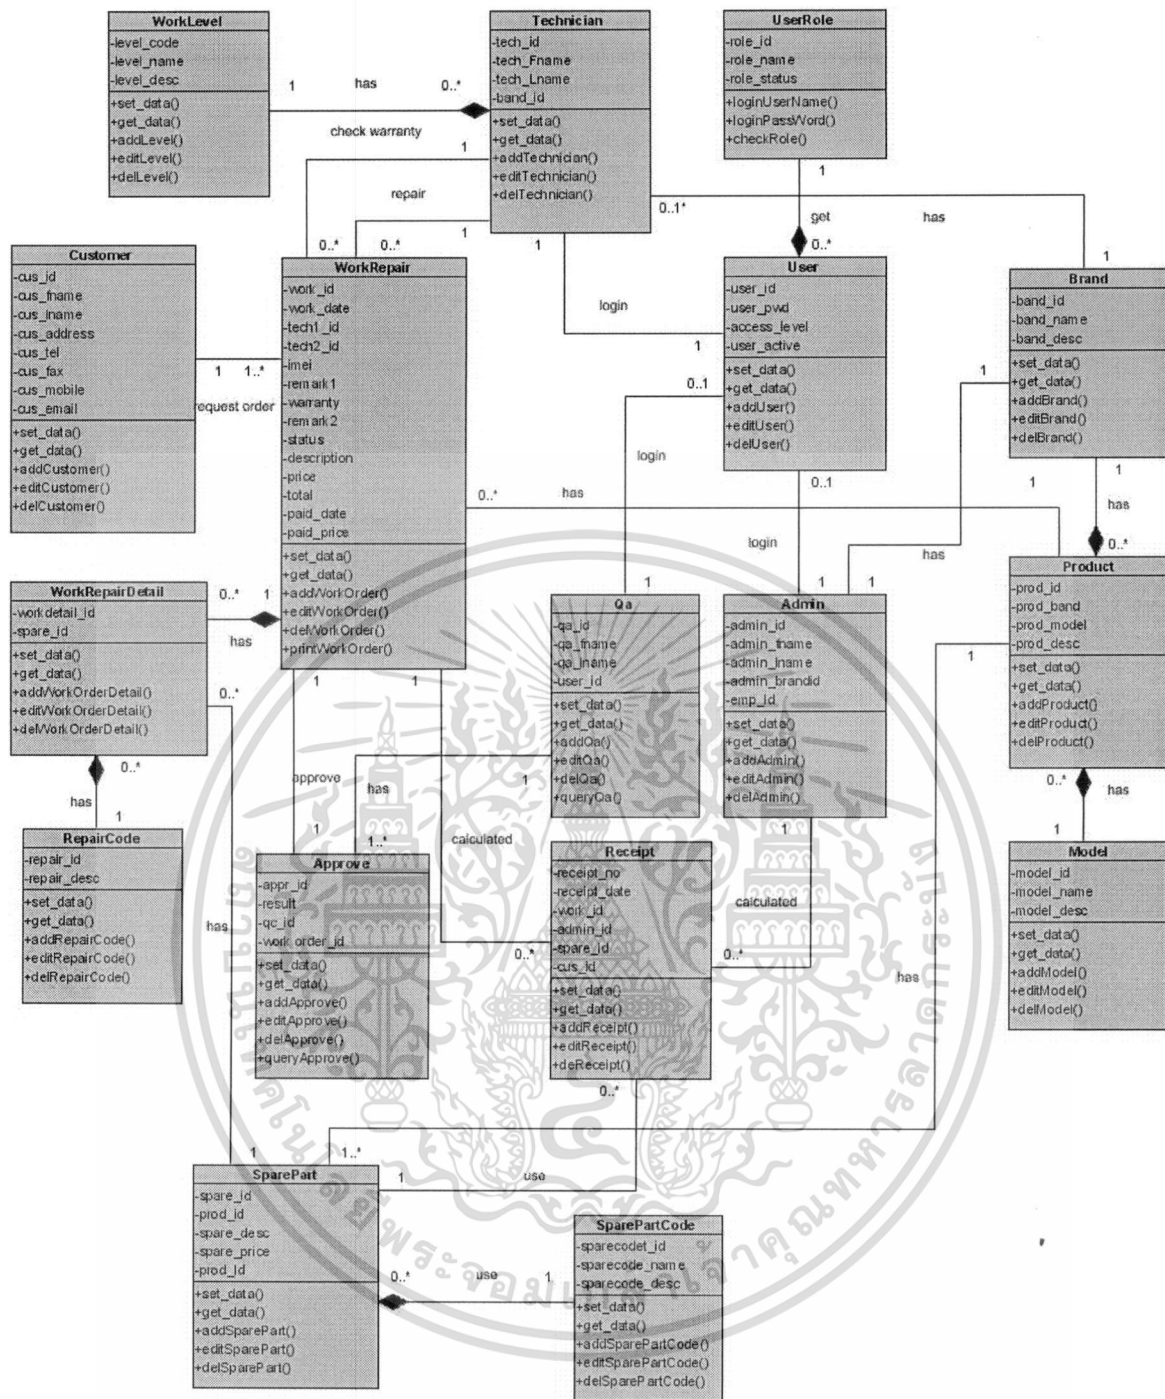 WorkLevel
-level_code
-level_name
-level_desc
+set_data()
+get_data()
+addLevel()
+editLevel()
+delLevel()
1
has
0..*
Technician
-tech_id
-tech_Fname
-tech_Lname
-band_id
+set_data()
+get_data()
+addTechnician()
+editTechnician()
+delTechnician()
UserRole
-role_id
-role_name
-role_status
+loginUserName()
+loginPassWord()
+checkRole()
check warranty
1
repair
0..*
0..*
1
1
0..1*
has
1
get
0..*
1
Customer
-cus_id
-cus_fname
-cus_lname
-cus_address
-cus_tel
-cus_fax
-cus_mobile
-cus_email
+set_data()
+get_data()
+addCustomer()
+editCustomer()
+delCustomer()
1
1..*
request order
WorkRepair
-work_id
-work_date
-tech1_id
-tech2_id
-imei
-remark1
-warranty
-remark2
-status
-description
-price
-total
-paid_date
-paid_price
+set_data()
+get_data()
+addWorkOrder()
+editWorkOrder()
+delWorkOrder()
+printWorkOrder()
login
1
User
-user_id
-user_pwd
-access_level
-user_active
+set_data()
+get_data()
+addUser()
+editUser()
+delUser()
0..1
login
0..1
Brand
-band_id
-band_name
-band_desc
+set_data()
+get_data()
+addBrand()
+editBrand()
+delBrand()
1
1
has
0..*
0..*
has
1
login
has
1
1
1
WorkRepairDetail
-workdetail_id
-spare_id
+set_data()
+get_data()
+addWorkOrderDetail()
+editWorkOrderDetail()
+delWorkOrderDetail()
0..*
1
has
0..*
0..*
has
1
Qa
-qa_id
-qa_fname
-qa_lname
-user_id
+set_data()
+get_data()
+addQa()
+editQa()
+delQa()
+queryQa()
Admin
-admin_id
-admin_fname
-admin_lname
-admin_brandid
-emp_id
+set_data()
+get_data()
+addAdmin()
+editAdmin()
+delAdmin()
Product
-prod_id
-prod_band
-prod_model
-prod_desc
+set_data()
+get_data()
+addProduct()
+editProduct()
+delProduct()
1
0..*
has
1
1
1
approve
has
1
1
1..*
calculated
1
calculated
0..*
0..*
RepairCode
-repair_id
-repair_desc
+set_data()
+get_data()
+addRepairCode()
+editRepairCode()
+delRepairCode()
has
Approve
-appr_id
-result
-qc_id
-work_order_id
+set_data()
+get_data()
+addApprove()
+editApprove()
+delApprove()
+queryApprove()
Receipt
-receipt_no
-receipt_date
-work_id
-admin_id
-spare_id
-cus_id
+set_data()
+get_data()
+addReceipt()
+editReceipt()
+deReceipt()
has
Model
-model_id
-model_name
-model_desc
+set_data()
+get_data()
+addModel()
+editModel()
+delModel()
0..*
1
1..*
1
use
SparePart
-spare_id
-prod_id
-spare_desc
-spare_price
-prod_Id
+set_data()
+get_data()
+addSparePart()
+editSparePart()
+delSparePart()
0..*
use
1
SparePartCode
-sparecodet_id
-sparecode_name
-sparecode_desc
+set_data()
+get_data()
+addSparePartCode()
+editSparePartCode()
+delSparePartCode()